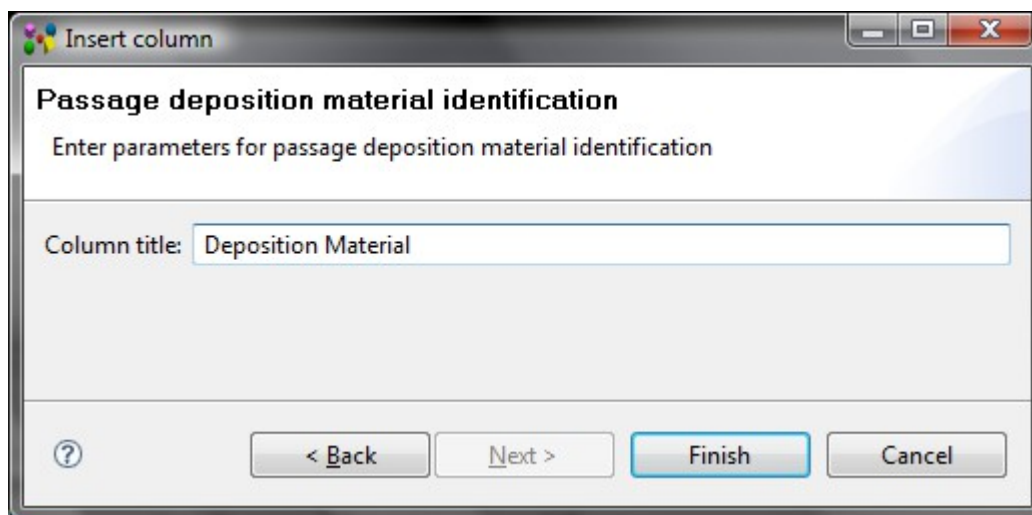 Insert column
Passage deposition material identification
Enter parameters for passage deposition material identification
Column title: Deposition Material
? < Back Next > Finish Cancel